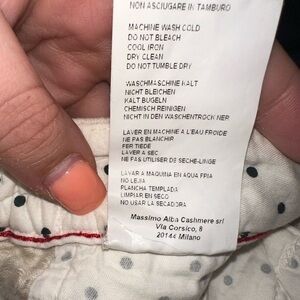 NON ASCIUGARE IN TAMBURO
MACHINE WASH COLD
DO NOT BLEACH
COOL IRON
DRY CLEAN
DO NOT TUMBLE DRY
WASCHMASCHINE KALT
NICHT BLEICHEN
KALT BUGELN
CHEMISCH REINIGEN
NICHT IN DEN WASCHENTROCKNER
LAVER EN MACHINE A L'EAU FROIDE
NE PAS BLANCHIR
FER TIEDE
LAVER A SEC
NE PAS UTILISER DE SECHE-LINGE
LAVAR A MAQUINA EN AQUA FRIA
NO LEJIA
PLANCHA TEMPLADA
LIMPIAR EN SECO
NO USAR LA SECADORA
Massimo Alba Cashmere srl
Via Corsico, 8
20144 Milano